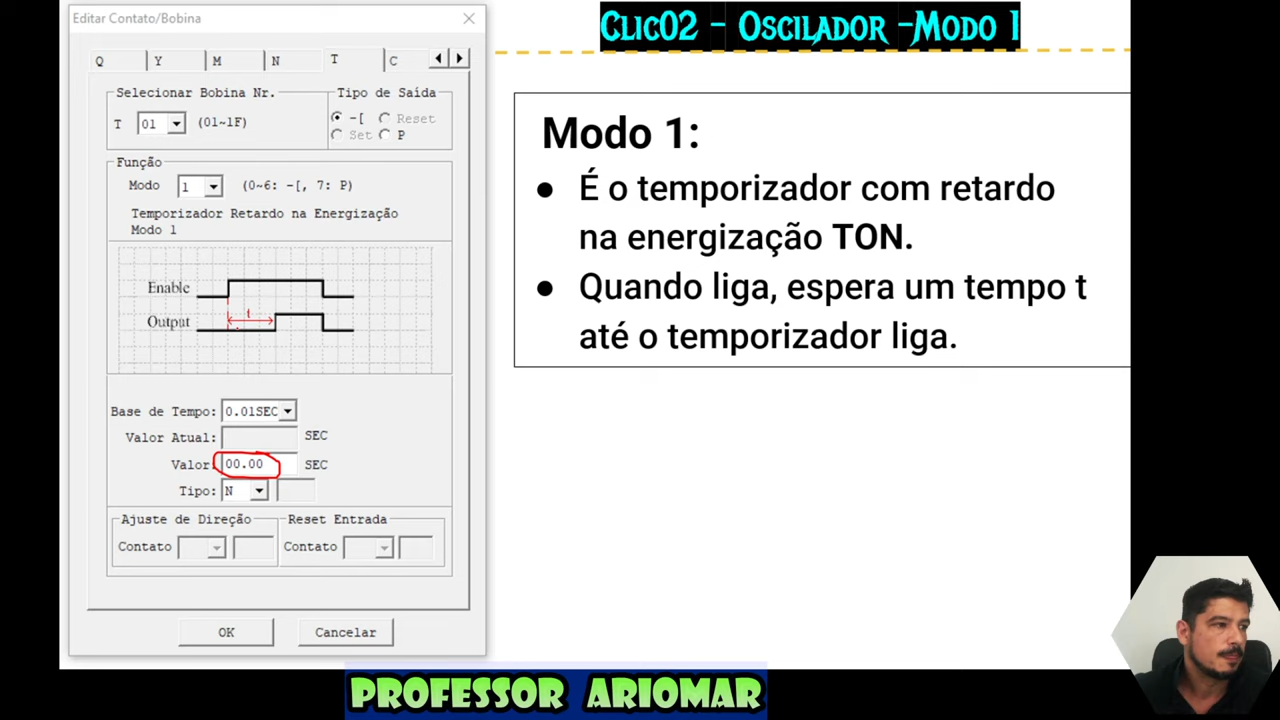 Editar Contato/Bobina
Clic02 - Oscilador -Modo 1
Q Y M N T C
Selecionar Bobina Nr.
T 01 (01~1F)
Tipo de Saída
-[ Reset
Set P
Função
Modo 1 (0~6: -[, 7: P)
Temporizador Retardo na Energização
Modo 1
Enable
t
Output
Base de Tempo: 0.01SEC
Valor Atual: SEC
Valor: 00.00 SEC
Tipo: N
Ajuste de Direção
Contato
Reset Entrada
Contato
OK Cancelar
Modo 1:
● É o temporizador com retardo
na energização TON.
● Quando liga, espera um tempo t
até o temporizador liga.
PROFESSOR ARIOMAR